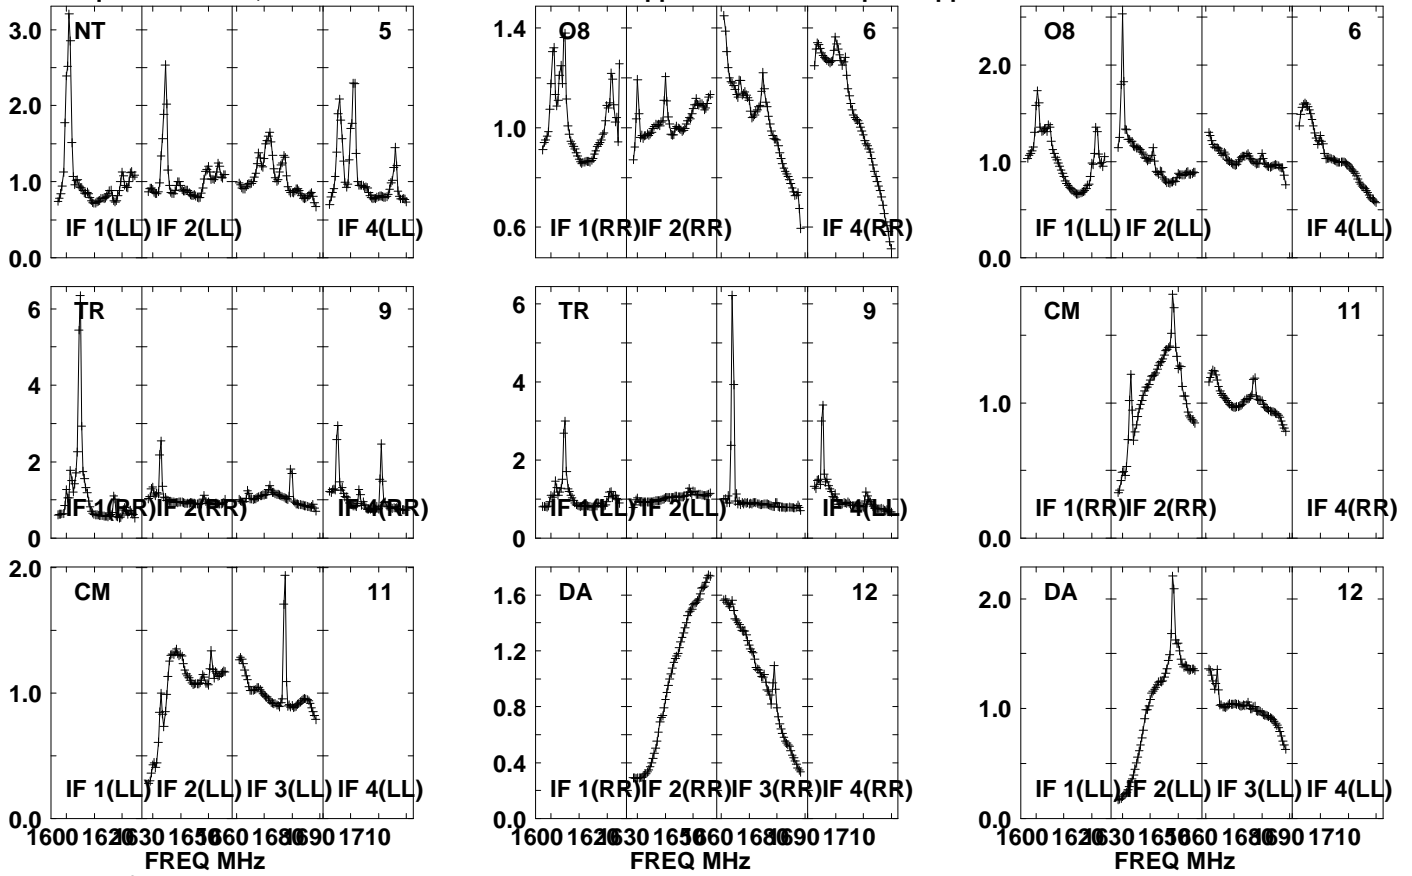 NT 5
3.0
2.0
1.0
0.0
IF 1(LL) IF 2(LL) IF 4(LL)
O8 6
1.4
1.0
0.6
IF 1(RR) IF 2(RR) IF 4(RR)
O8 6
2.0
1.0
0.0
IF 1(LL) IF 2(LL) IF 4(LL)
TR 9
6
4
2
0
IF 1(RR) IF 2(RR) IF 4(RR)
TR 9
6
4
2
0
IF 1(LL) IF 2(LL) IF 4(LL)
CM 11
1.0
0.0
IF 1(RR) IF 2(RR) IF 4(RR)
CM 11
2.0
1.0
0.0
IF 1(LL) IF 2(LL) IF 3(LL) IF 4(LL)
1600 1620 1630 1650 1660 1680 1690 1710
FREQ MHz
DA 12
1.6
1.2
0.8
0.4
0.0
IF 1(RR) IF 2(RR) IF 3(RR) IF 4(RR)
1600 1620 1630 1650 1660 1680 1690 1710
FREQ MHz
DA 12
2.0
1.0
0.0
IF 1(LL) IF 2(LL) IF 3(LL) IF 4(LL)
1600 1620 1630 1650 1660 1680 1690 1710
FREQ MHz